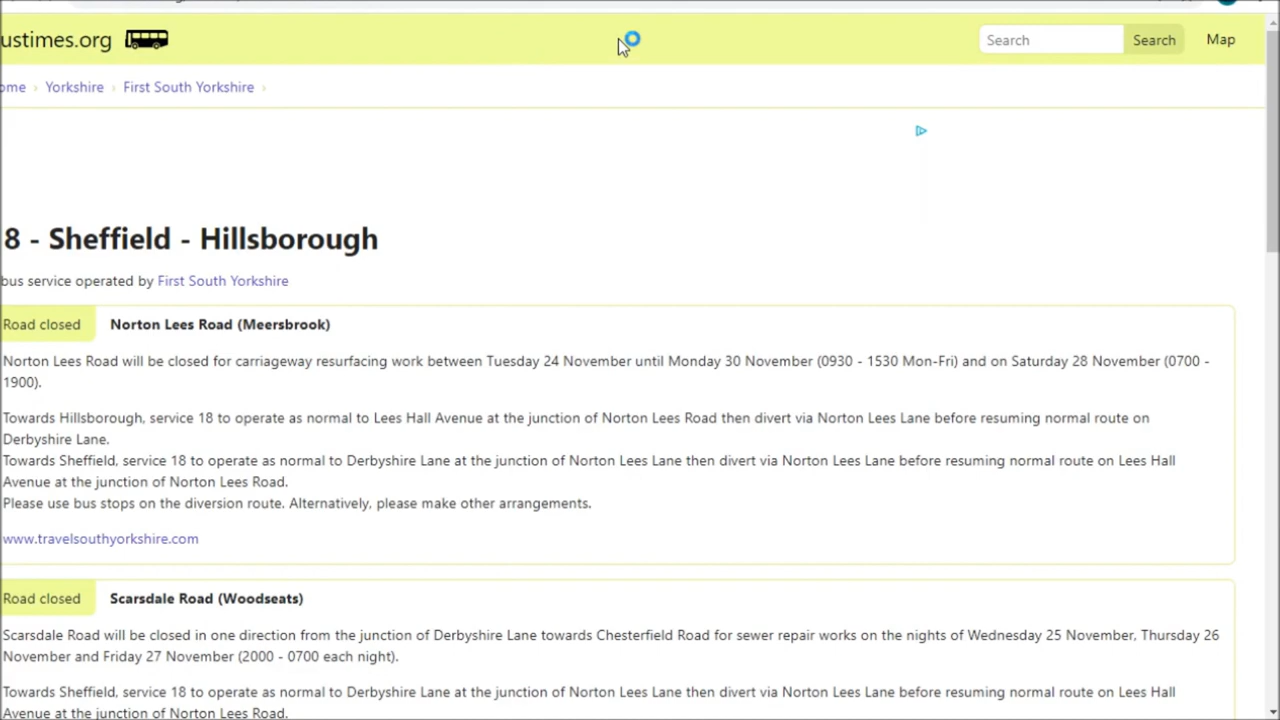 ustimes.org
Search Search Map
ome › Yorkshire › First South Yorkshire ›
8 - Sheffield - Hillsborough
bus service operated by First South Yorkshire
Road closed Norton Lees Road (Meersbrook)
Norton Lees Road will be closed for carriageway resurfacing work between Tuesday 24 November until Monday 30 November (0930 - 1530 Mon-Fri) and on Saturday 28 November (0700 -
1900).
Towards Hillsborough, service 18 to operate as normal to Lees Hall Avenue at the junction of Norton Lees Road then divert via Norton Lees Lane before resuming normal route on
Derbyshire Lane.
Towards Sheffield, service 18 to operate as normal to Derbyshire Lane at the junction of Norton Lees Lane then divert via Norton Lees Lane before resuming normal route on Lees Hall
Avenue at the junction of Norton Lees Road.
Please use bus stops on the diversion route. Alternatively, please make other arrangements.
www.travelsouthyorkshire.com
Road closed Scarsdale Road (Woodseats)
Scarsdale Road will be closed in one direction from the junction of Derbyshire Lane towards Chesterfield Road for sewer repair works on the nights of Wednesday 25 November, Thursday 26
November and Friday 27 November (2000 - 0700 each night).
Towards Sheffield, service 18 to operate as normal to Derbyshire Lane at the junction of Norton Lees Lane then divert via Norton Lees Lane before resuming normal route on Lees Hall
Avenue at the junction of Norton Lees Road.